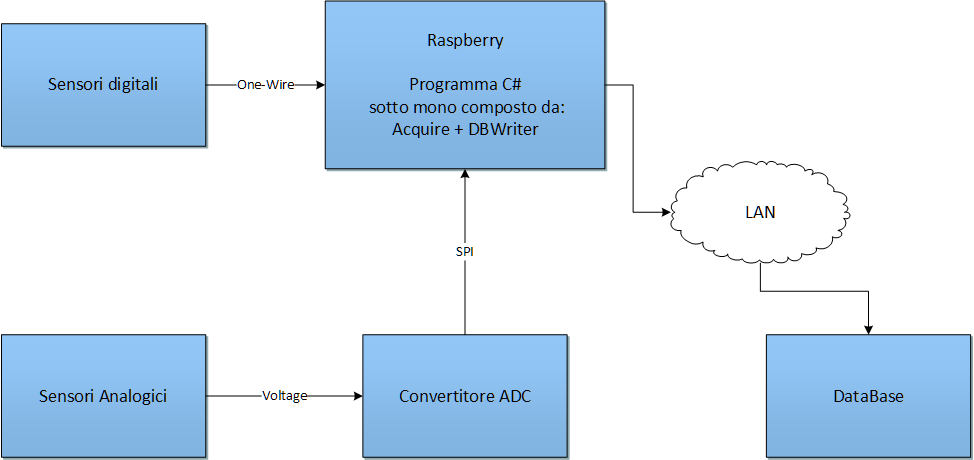 Raspberry
Sensori digitali
One-Wire
Programma C#
sotto mono composto da:
Acquire + DBWriter
LAN
SPI
Sensori Analogici
Voltage
Convertitore ADC
DataBase